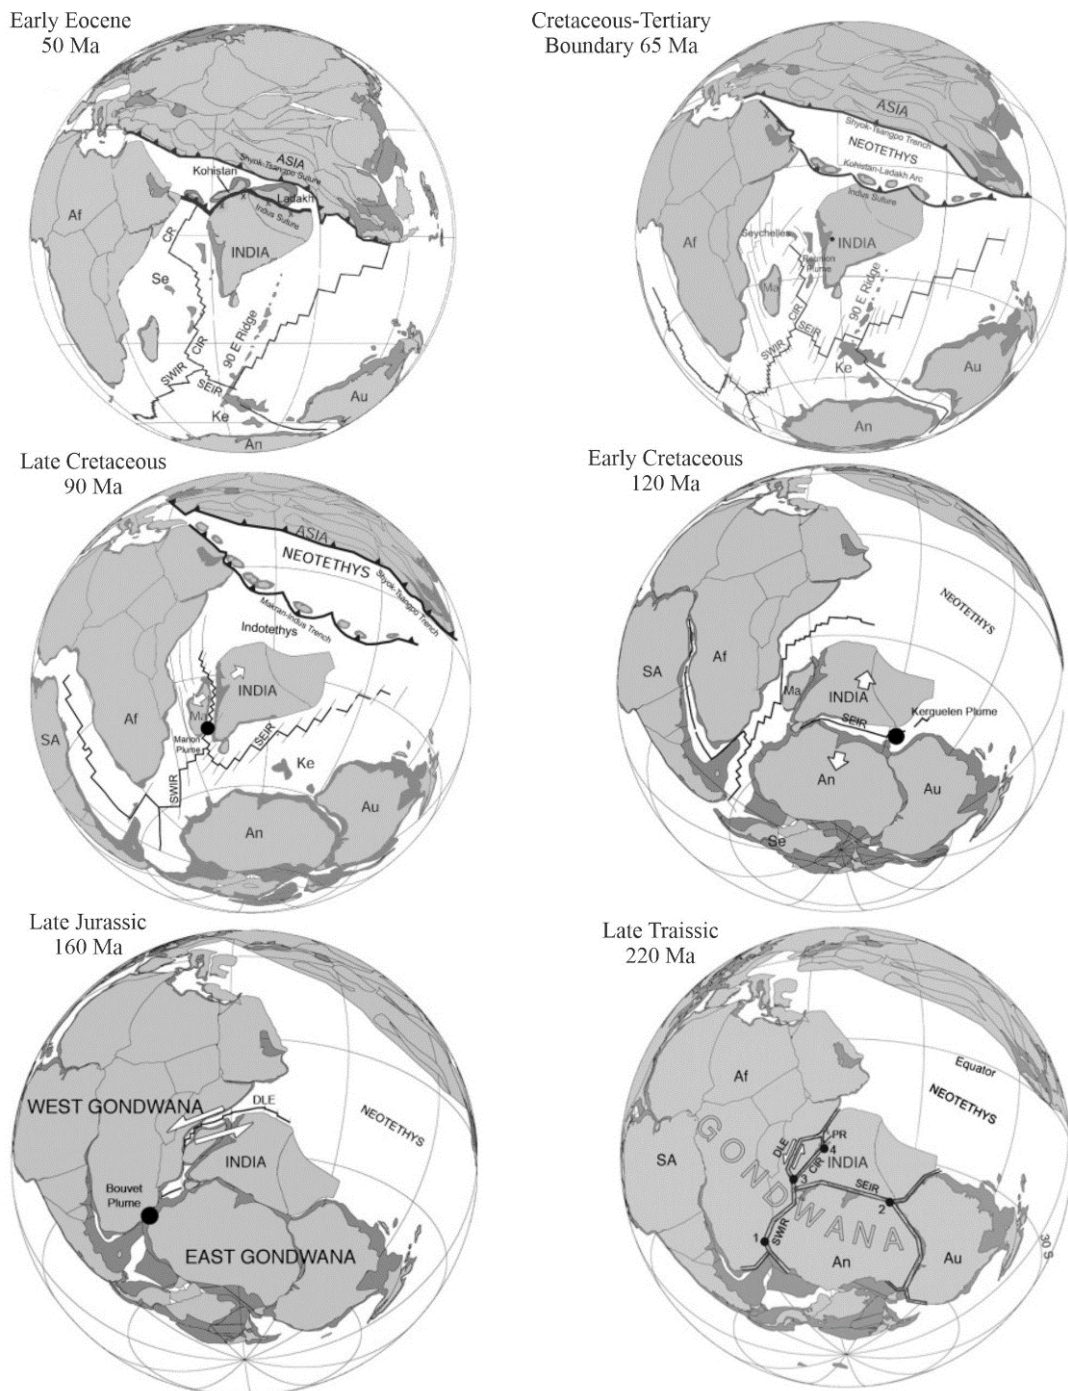 Early Eocene
50 Ma
ASIA
Shyok-Tsangpo Suture
Kohistan
Ladakh
Indus Suture
Af
CR
INDIA
Se
90 E Ridge
CIR
SWIR
SEIR
Ke
Au
An
Cretaceous-Tertiary
Boundary 65 Ma
ASIA
Shyok-Tsangpo Trench
NEOTETHYS
Kohistan-Ladakh Arc
Indus Suture
Af
Seychelles
INDIA
Reunion
Plume
Ma
90 E Ridge
CIR
SEIR
SWIR
Ke
Au
An
Late Cretaceous
90 Ma
ASIA
NEOTETHYS
Shyok-Tsangpo Trench
Makran-Indus Trench
Indotethys
INDIA
Ma
SA
Af
Marion
Plume
SEIR
Ke
SWIR
Au
An
Early Cretaceous
120 Ma
NEOTETHYS
SA
Af
Ma
INDIA
SEIR
Kerguelen Plume
An
Au
Se
Late Jurassic
160 Ma
WEST GONDWANA
DLE
NEOTETHYS
INDIA
Bouvet
Plume
EAST GONDWANA
Late Traissic
220 Ma
Equator
NEOTETHYS
Af
GONDWANA
DLE
PR
4
CIR
INDIA
SA
3
SEIR
2
1
SWIR
An
Au
30 S